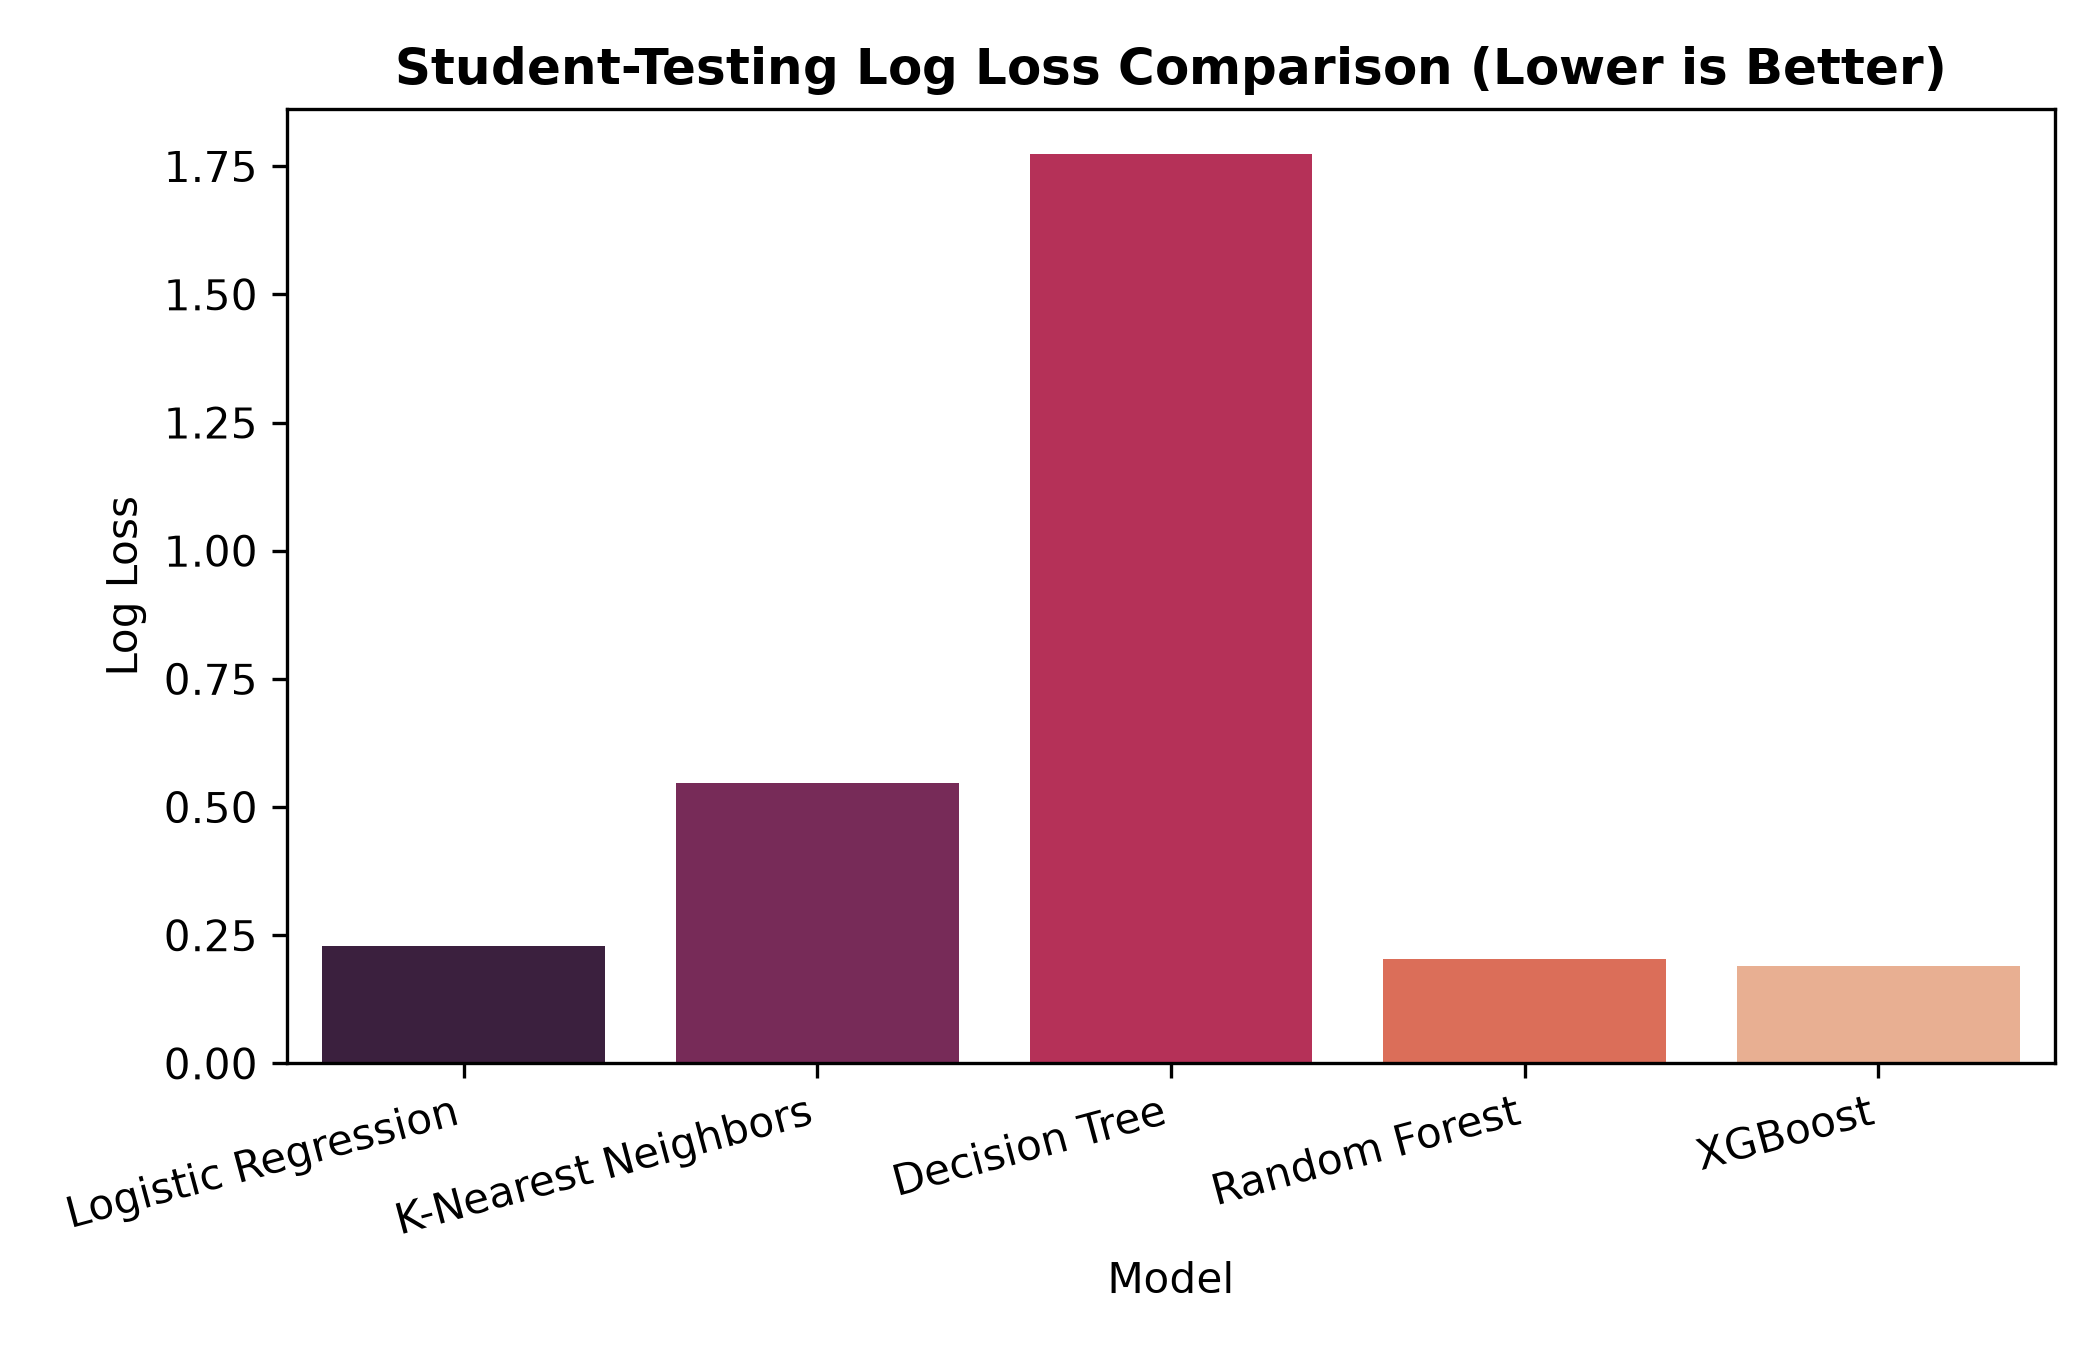 Student-Testing Log Loss Comparison (Lower is Better)
Log Loss
1.75
1.50
1.25
1.00
0.75
0.50
0.25
0.00
Logistic Regression
K-Nearest Neighbors
Decision Tree
Random Forest
XGBoost
Model